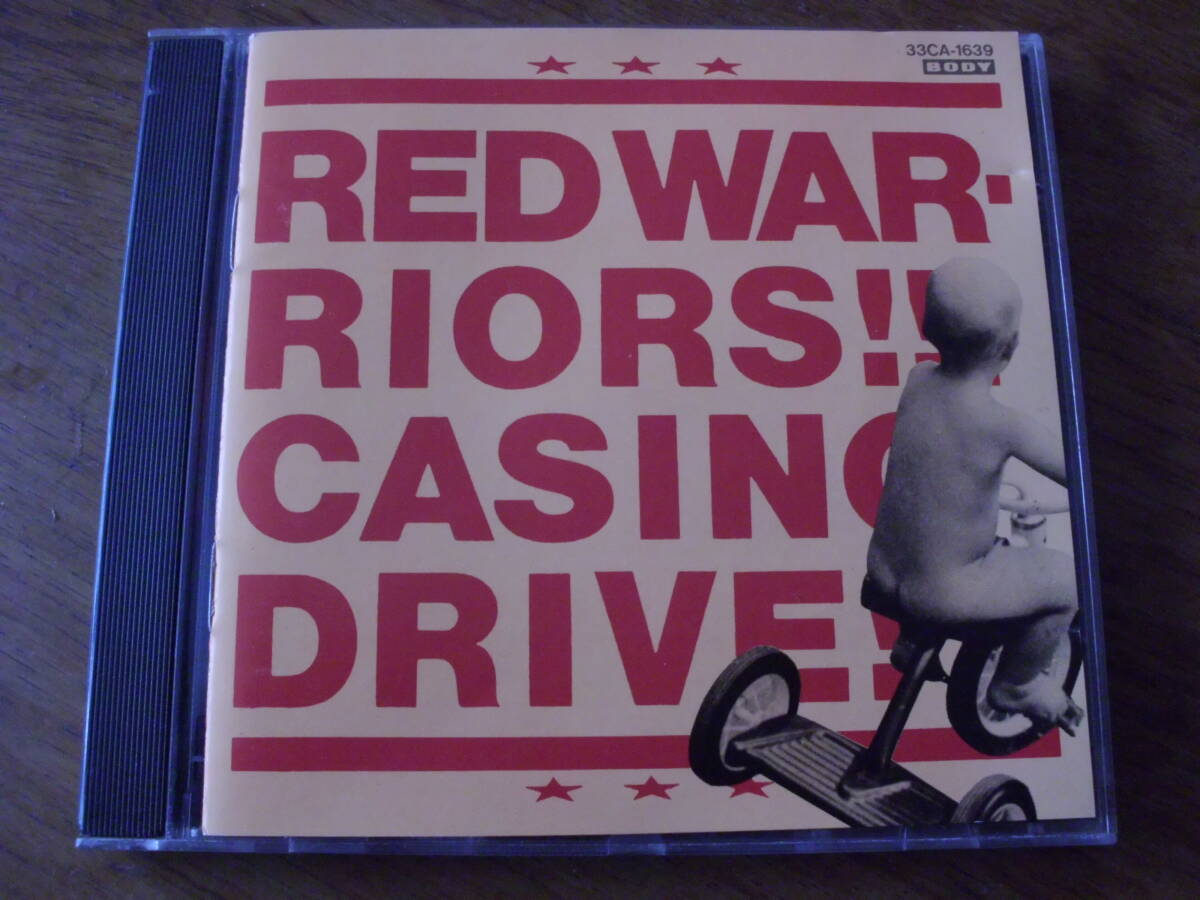 33CA-1639
BODY
RED WAR-
RIORS!!!
CASINO
DRIVE!